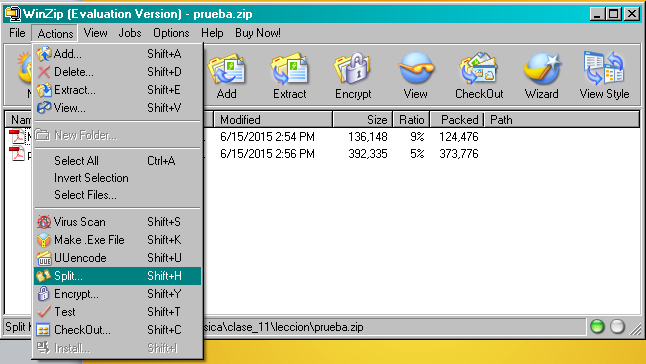 WinZip (Evaluation Version) - prueba.zip
File Actions View Jobs Options Help Buy Now!
Add Extract Encrypt View CheckOut Wizard View Style
Modified Size Ratio Packed Path
6/15/2015 2:54 PM 136,148 9% 124,476
6/15/2015 2:56 PM 392,335 5% 373,776
Add... Shift+A
Delete... Shift+D
Extract... Shift+E
View... Shift+V
New Folder...
Select All Ctrl+A
Invert Selection
Select Files...
Virus Scan Shift+S
Make .Exe File Shift+K
UUencode Shift+U
Split... Shift+H
Encrypt... Shift+Y
Test Shift+T
CheckOut... Shift+C
Install... Shift+I
Split sica\clase_11\leccion\prueba.zip